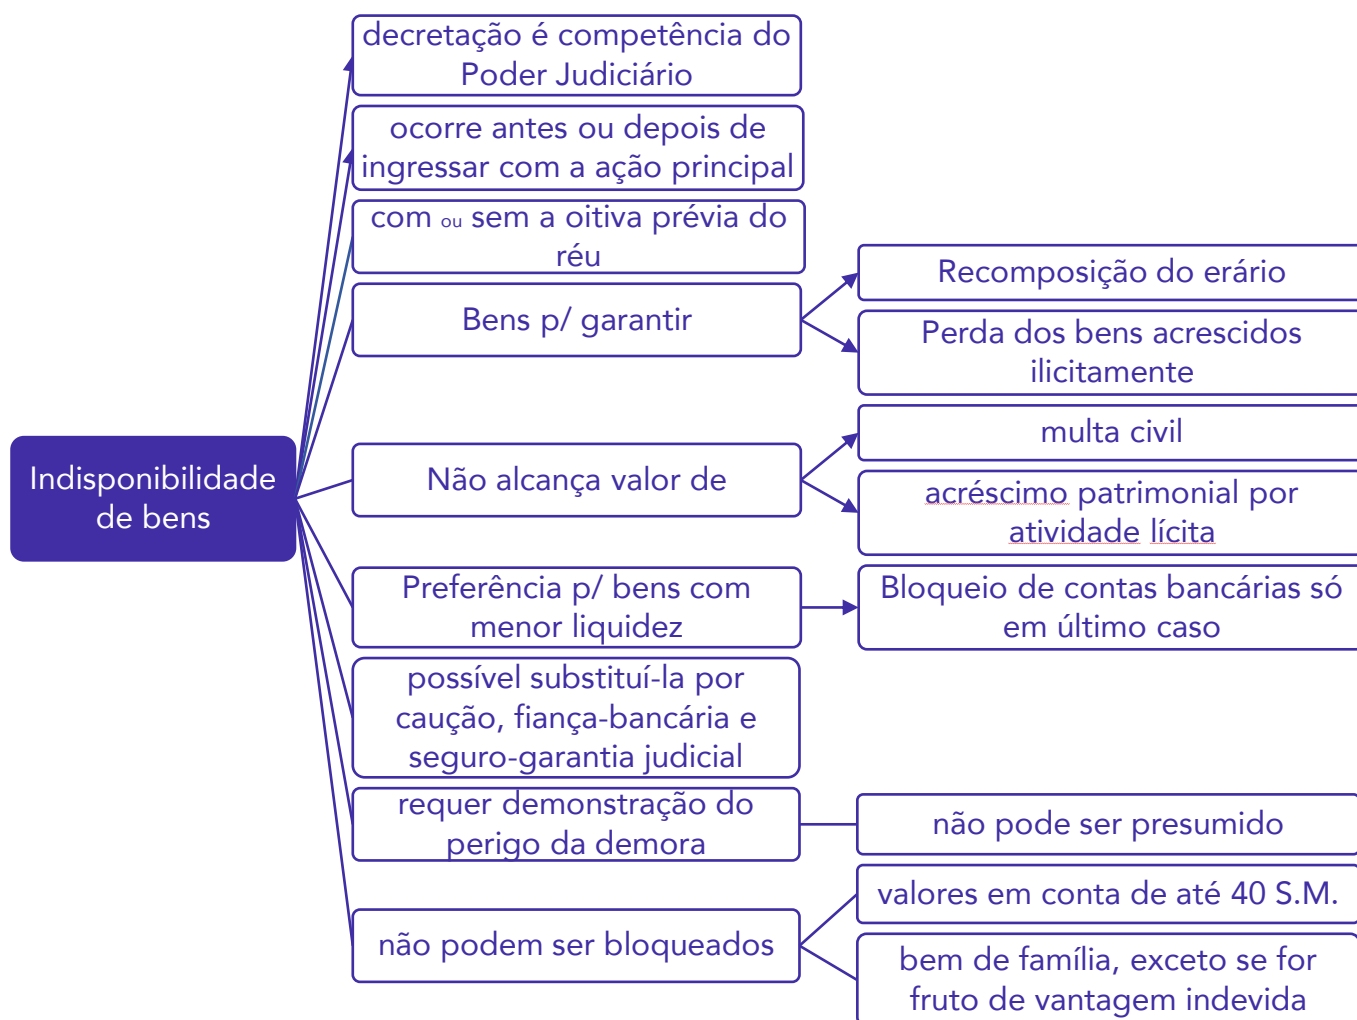 decretação é competência do
Poder Judiciário
ocorre antes ou depois de
ingressar com a ação principal
com ou sem a oitiva prévia do
réu
Bens p/ garantir
Recomposição do erário
Perda dos bens acrescidos
ilicitamente
Indisponibilidade
de bens
Não alcança valor de
multa civil
acréscimo patrimonial por
atividade lícita
Preferência p/ bens com
menor liquidez
Bloqueio de contas bancárias só
em último caso
possível substituí-la por
caução, fiança-bancária e
seguro-garantia judicial
requer demonstração do
perigo da demora
não pode ser presumido
não podem ser bloqueados
valores em conta de até 40 S.M.
bem de família, exceto se for
fruto de vantagem indevida